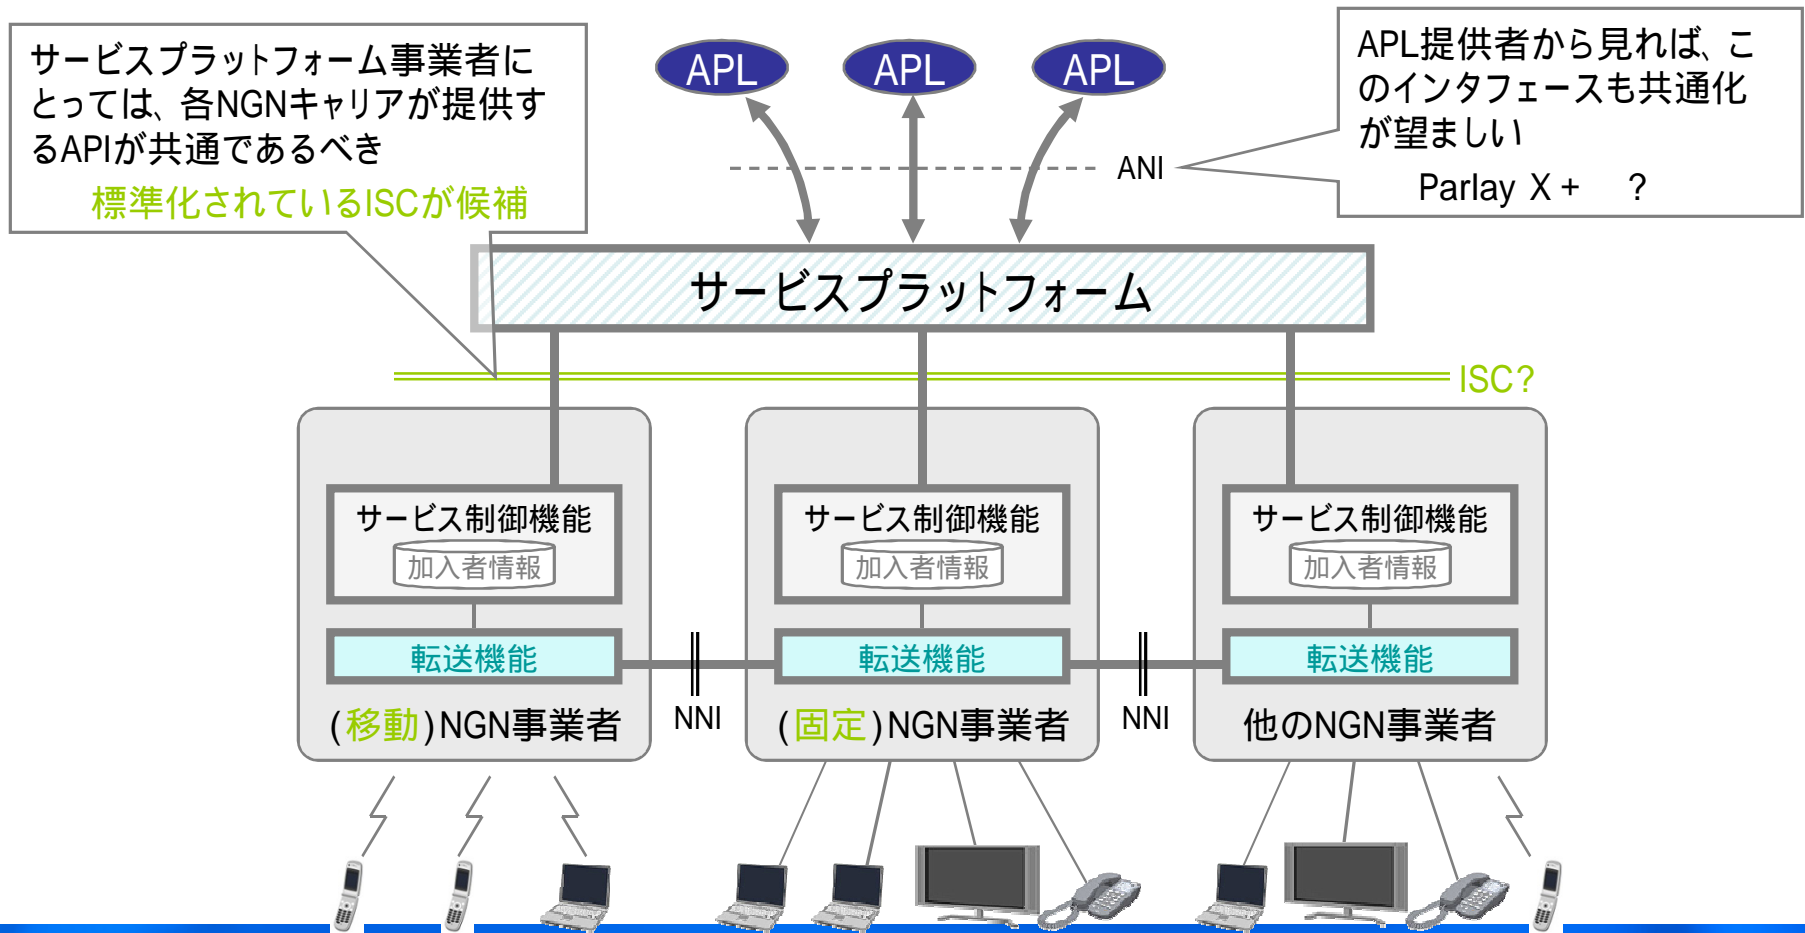 サービスプラットフォーム事業者に
とっては、各NGNキャリアが提供す
るAPIが共通であるべき
標準化されているISCが候補
APL
APL
APL
APL提供者から見れば、こ
のインタフェースも共通化
が望ましい
Parlay X + ?
ANI
サービスプラットフォーム
ISC?
サービス制御機能
加入者情報
転送機能
(移動)NGN事業者
NNI
サービス制御機能
加入者情報
転送機能
(固定)NGN事業者
NNI
サービス制御機能
加入者情報
転送機能
他のNGN事業者